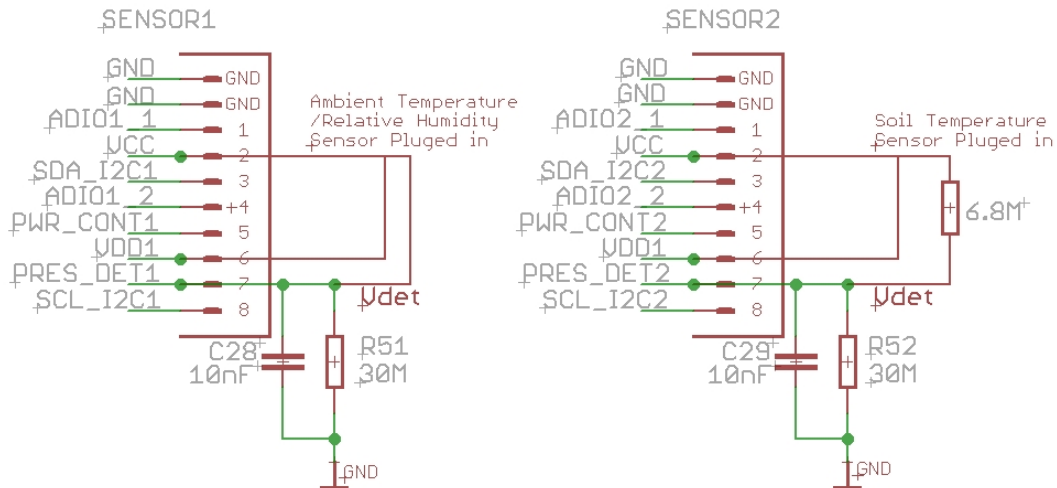 SENSOR1
GND
GND
ADIO1_1
VCC
SDA_I2C1
ADIO1_2
PWR_CONT1
VDD1
PRES_DET1
SCL_I2C1
GND
GND
1
2
3
4
5
6
7
8
Ambient Temperature
/Relative Humidity
Sensor Pluged in
Vdet
C28
10nF
R51
30M
GND
SENSOR2
GND
GND
ADIO2_1
VCC
SDA_I2C2
ADIO2_2
PWR_CONT2
VDD1
PRES_DET2
SCL_I2C2
GND
GND
1
2
3
4
5
6
7
8
Soil Temperature
Sensor Pluged in
6.8M
Vdet
C29
10nF
R52
30M
GND